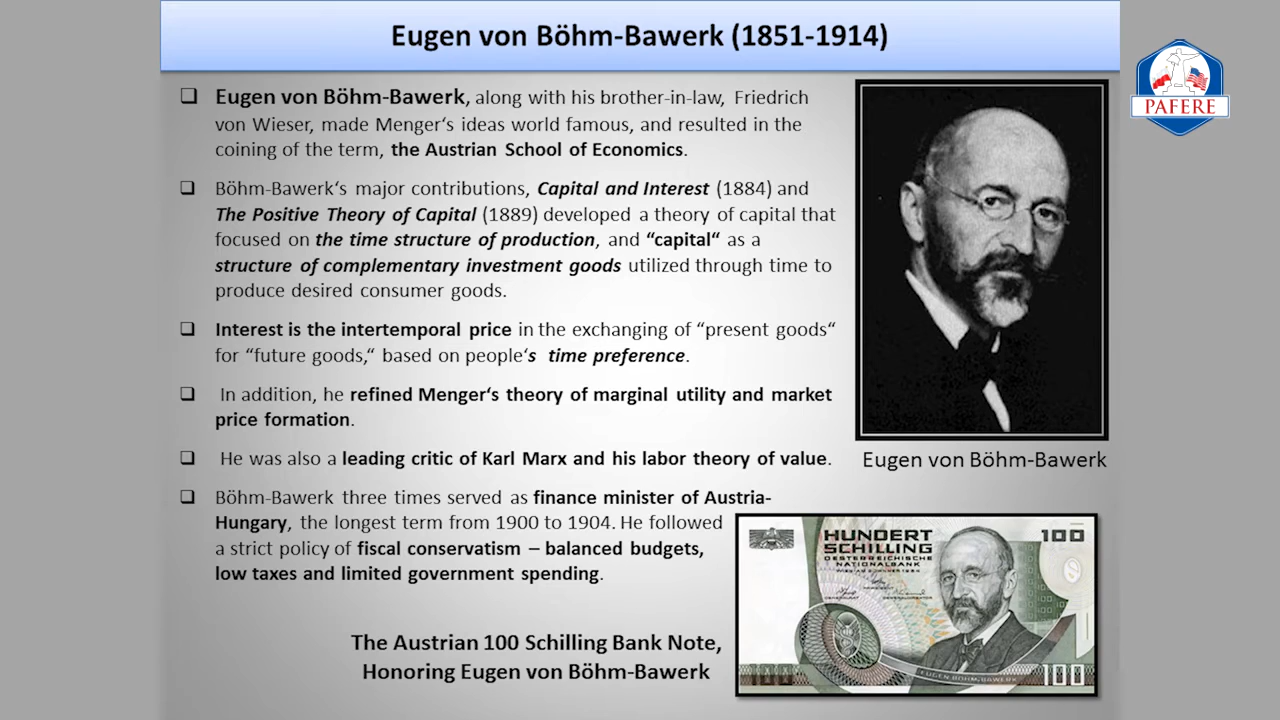 Eugen von Böhm-Bawerk (1851-1914)
PAFERE
❑ Eugen von Böhm-Bawerk, along with his brother-in-law, Friedrich
von Wieser, made Menger‘s ideas world famous, and resulted in the
coining of the term, the Austrian School of Economics.
❑ Böhm-Bawerk‘s major contributions, Capital and Interest (1884) and
The Positive Theory of Capital (1889) developed a theory of capital that
focused on the time structure of production, and “capital“ as a
structure of complementary investment goods utilized through time to
produce desired consumer goods.
❑ Interest is the intertemporal price in the exchanging of “present goods“
for “future goods,“ based on people‘s time preference.
❑ In addition, he refined Menger‘s theory of marginal utility and market
price formation.
❑ He was also a leading critic of Karl Marx and his labor theory of value.
❑ Böhm-Bawerk three times served as finance minister of Austria-
Hungary, the longest term from 1900 to 1904. He followed
a strict policy of fiscal conservatism – balanced budgets,
low taxes and limited government spending.
Eugen von Böhm-Bawerk
HUNDERT
SCHILLING
OESTERREICHISCHE
NATIONALBANK
100
EUGEN BÖHM-BAWERK
100
100
The Austrian 100 Schilling Bank Note,
Honoring Eugen von Böhm-Bawerk